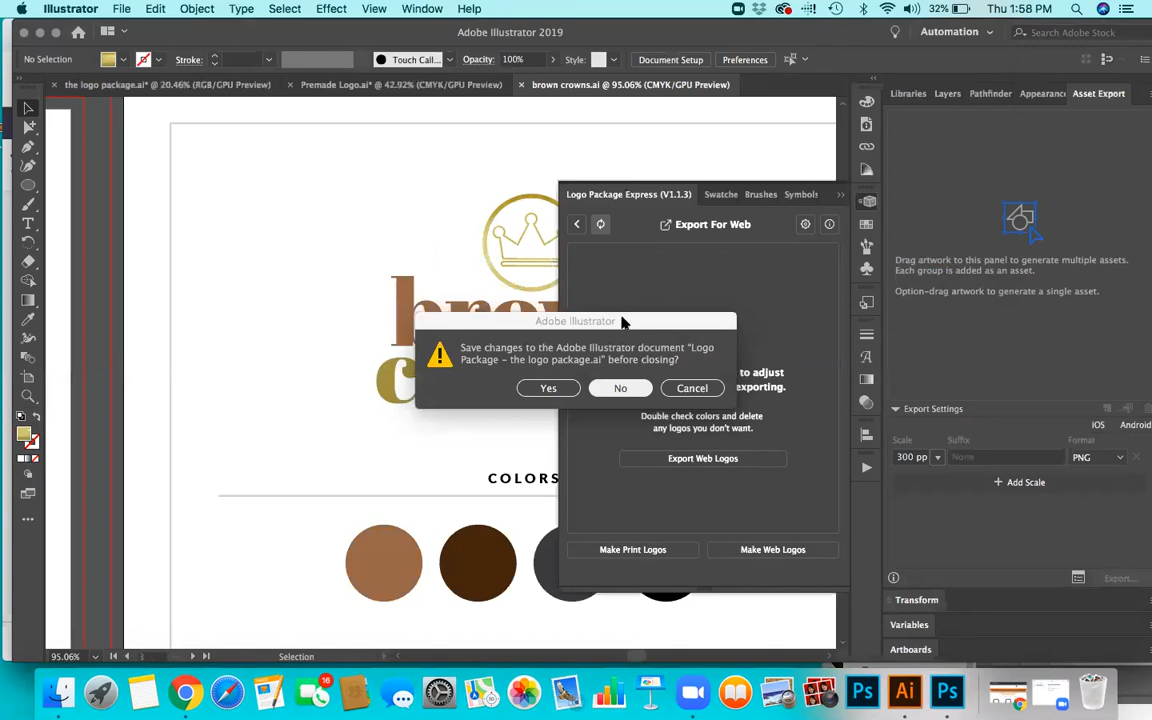 Illustrator File Edit Object Type Select Effect View Window Help 32% Thu 1:58 PM
Adobe Illustrator 2019 Automation Search Adobe Stock
No Selection Stroke: Touch Call... Opacity: 100% Style: Document Setup Preferences
the logo package.ai* @ 20.46% (RGB/GPU Preview) Premade Logo.ai* @ 42.92% (CMYK/GPU Preview) brown crowns.ai @ 95.06% (CMYK/GPU Preview)
Libraries Layers Pathfinder Appearanc Asset Export
Logo Package Express (V1.1.3) Swatche Brushes Symbols
Export For Web
Drag artwork to this panel to generate multiple assets.
Each group is added as an asset.
Option-drag artwork to generate a single asset.
Adobe Illustrator
Save changes to the Adobe Illustrator document “Logo
Package - the logo package.ai” before closing?
Yes No Cancel
to adjust
exporting.
Double check colors and delete
any logos you don't want.
Export Web Logos
Make Print Logos Make Web Logos
COLORS
Export Settings
iOS Android
Scale Suffix Format
300 pp None PNG
+ Add Scale
Export...
Transform
Variables
Artboards
95.06% 3 Selection
16
Ps Ai Ps